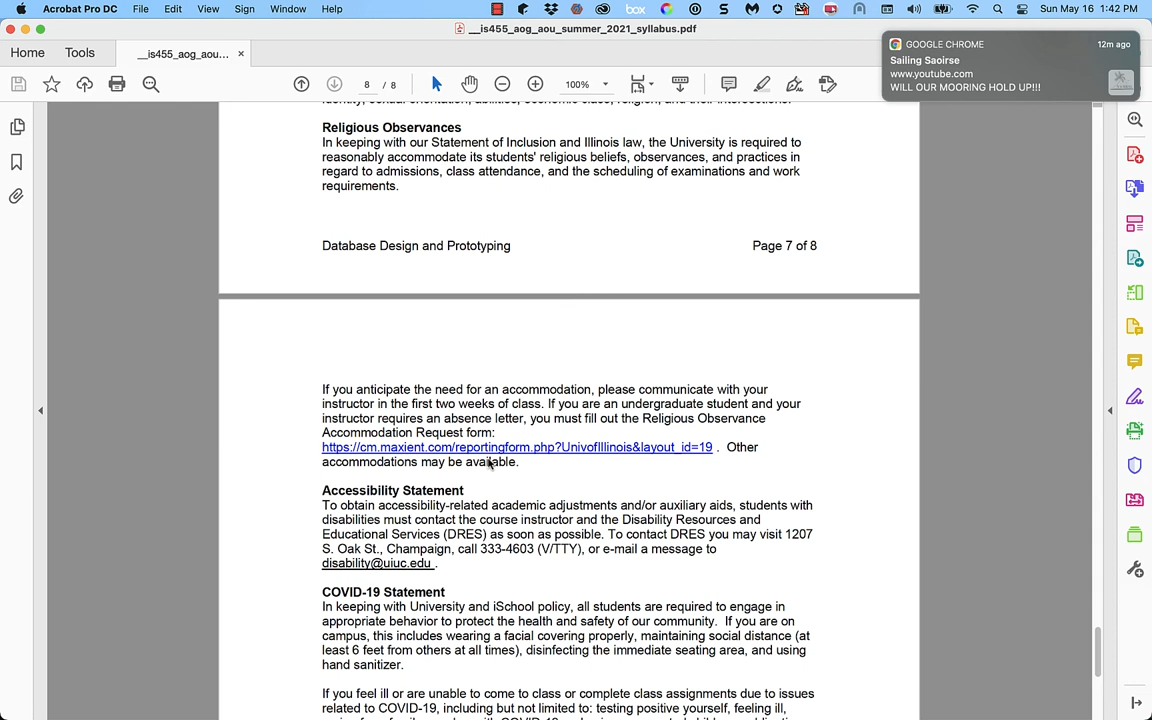 Acrobat Pro DC File Edit View Sign Window Help
box
Sun May 16 1:42 PM
__is455_aog_aou_summer_2021_syllabus.pdf
Home Tools __is455_aog_aou... ×
8 / 8 100%
GOOGLE CHROME 12m ago
Sailing Saoirse
www.youtube.com
WILL OUR MOORING HOLD UP!!!
identity, sexual orientation, abilities, economic class, religion, and their intersections.
Religious Observances
In keeping with our Statement of Inclusion and Illinois law, the University is required to
reasonably accommodate its students' religious beliefs, observances, and practices in
regard to admissions, class attendance, and the scheduling of examinations and work
requirements.
Database Design and Prototyping Page 7 of 8
If you anticipate the need for an accommodation, please communicate with your
instructor in the first two weeks of class. If you are an undergraduate student and your
instructor requires an absence letter, you must fill out the Religious Observance
Accommodation Request form:
https://cm.maxient.com/reportingform.php?UnivofIllinois&layout_id=19 . Other
accommodations may be available.
Accessibility Statement
To obtain accessibility-related academic adjustments and/or auxiliary aids, students with
disabilities must contact the course instructor and the Disability Resources and
Educational Services (DRES) as soon as possible. To contact DRES you may visit 1207
S. Oak St., Champaign, call 333-4603 (V/TTY), or e-mail a message to
disability@uiuc.edu .
COVID-19 Statement
In keeping with University and iSchool policy, all students are required to engage in
appropriate behavior to protect the health and safety of our community. If you are on
campus, this includes wearing a facial covering properly, maintaining social distance (at
least 6 feet from others at all times), disinfecting the immediate seating area, and using
hand sanitizer.
If you feel ill or are unable to come to class or complete class assignments due to issues
related to COVID-19, including but not limited to: testing positive yourself, feeling ill,